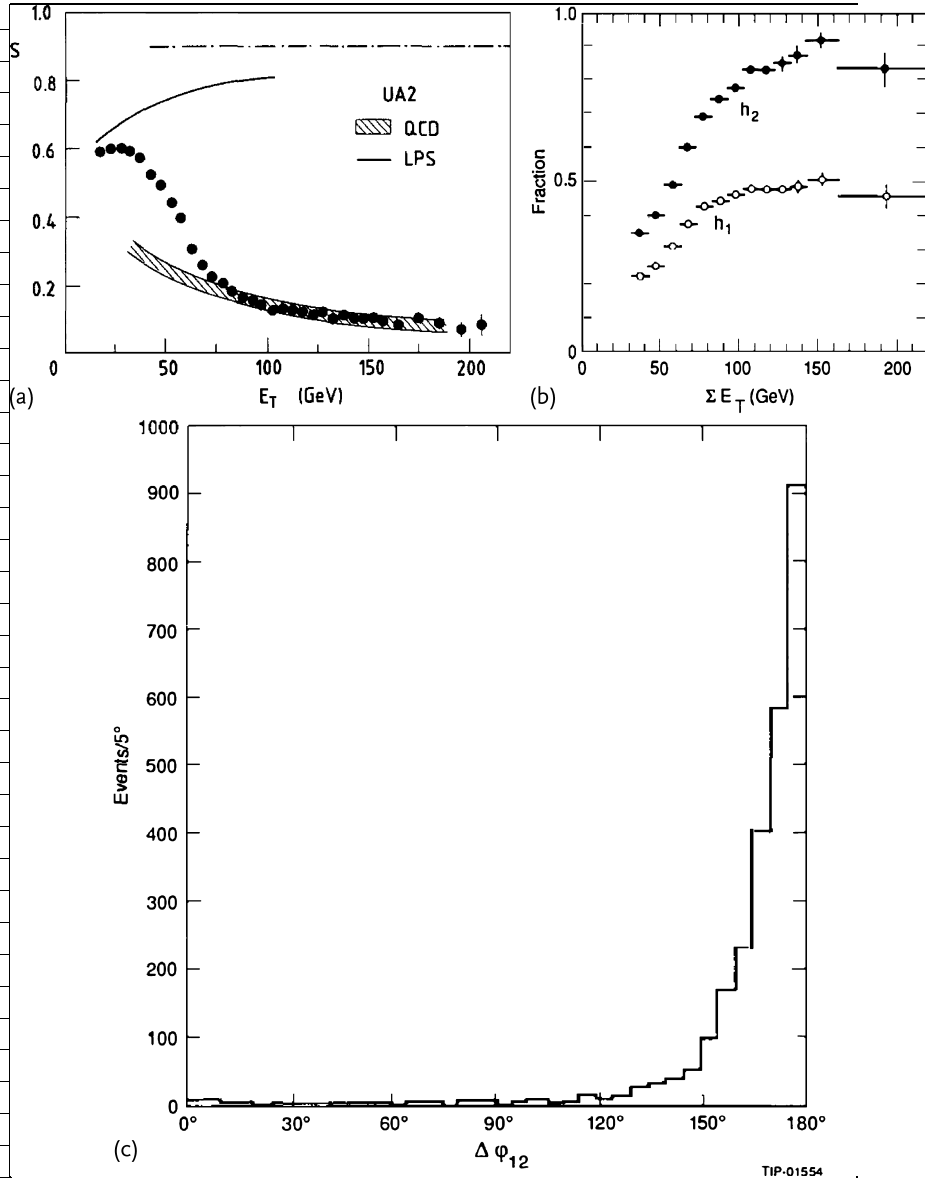 1.0
S
0.8
0.6
0.4
0.2
UA2
QCD
LPS
0 50 100 150 200
E_T (GeV)
(a)
1.0
Fraction
0.5
0
h_2
h_1
0 50 100 150 200
Σ E_T (GeV)
(b)
1000
900
800
700
600
500
400
300
200
100
0
Events/5°
0° 30° 60° 90° 120° 150° 180°
Δ φ_12
(c)
TIP-01554